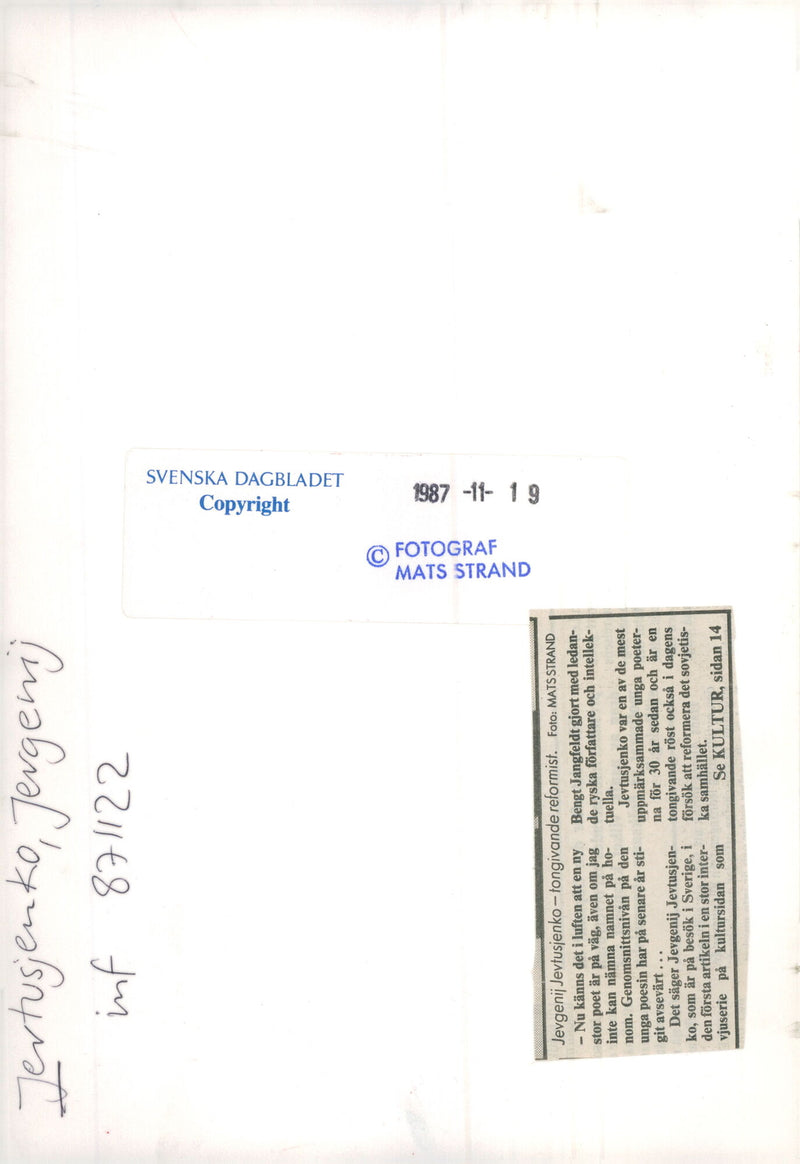 SVENSKA DAGBLADET
Copyright
1987 -11- 19
© FOTOGRAF
MATS STRAND
Jevtusjenko, Jevgenij
inf 871122
Jevgenij Jevtusjenko – tongivande reformist. Foto: MATS STRAND
– Nu känns det i luften att en ny
stor poet är på väg, även om jag
inte kan nämna namnet på ho-
nom. Genomsnittsnivån på den
unga poesin har på senare år sti-
git avsevärt ...
Det säger Jevgenij Jevtusjen-
ko, som är på besök i Sverige, i
den första artikeln i en stor inter-
vjuserie på kultursidan som
Bengt Jangfeldt gjort med ledan-
de ryska författare och intellek-
tuella.
Jevtusjenko var en av de mest
uppmärksammade unga poeter-
na för 30 år sedan och är en
tongivande röst också i dagens
försök att reformera det sovjetis-
ka samhället.
Se KULTUR, sidan 14